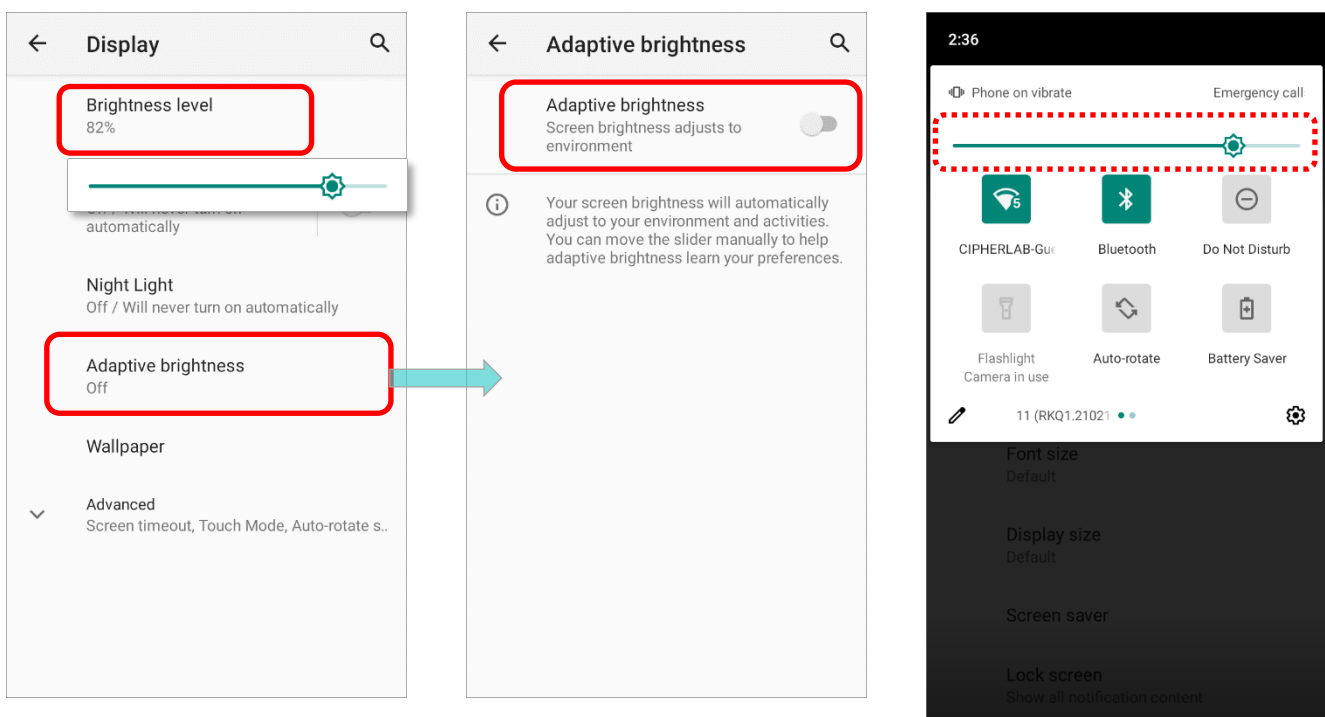 Display
Brightness level
82%
automatically
Night Light
Off / Will never turn on automatically
Adaptive brightness
Off
Wallpaper
Advanced
Screen timeout, Touch Mode, Auto-rotate s..
Adaptive brightness
Adaptive brightness
Screen brightness adjusts to
environment
Your screen brightness will automatically
adjust to your environment and activities.
You can move the slider manually to help
adaptive brightness learn your preferences.
2:36
Phone on vibrate
Emergency call
5
CIPHERLAB-Gue
Bluetooth
Do Not Disturb
Flashlight
Camera in use
Auto-rotate
Battery Saver
11 (RKQ1.21021
Font size
Default
Display size
Default
Screen saver
Lock screen
Show all notification content